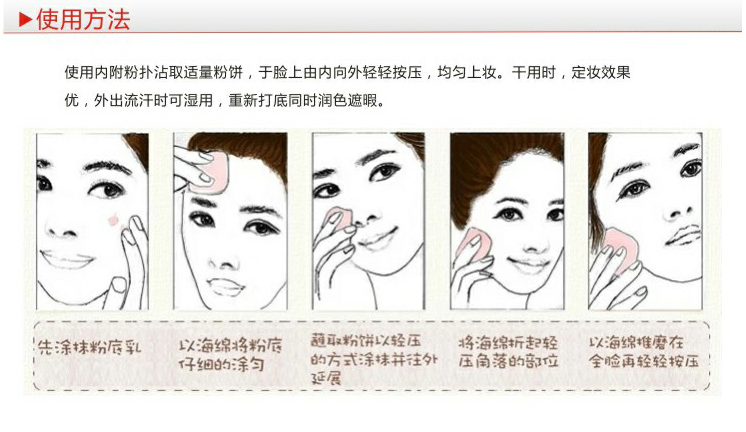 ▶使用方法
使用内附粉扑沾取适量粉饼，于脸上由内向外轻轻按压，均匀上妆。干用时，定妆效果
优，外出流汗时可湿用，重新打底同时润色遮暇。
先涂抹粉底乳
以海绵将粉底
仔细的涂匀
蘸取粉饼以轻压
的方式涂抹并往外
延展
将海绵折起轻
压角落的部位
以海绵推磨在
全脸再轻轻按压